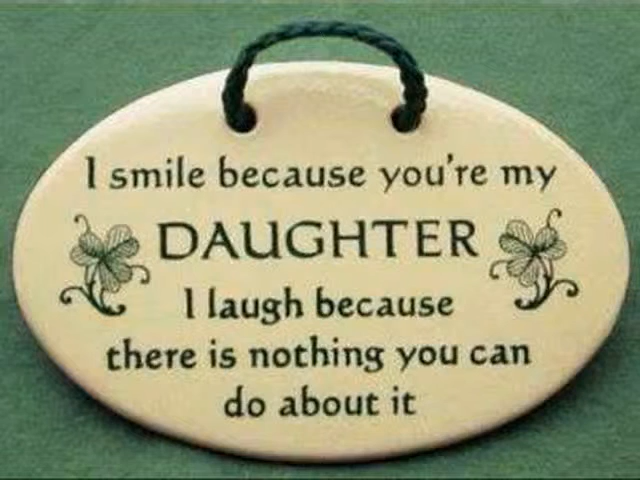 I smile because you're my
DAUGHTER
I laugh because
there is nothing you can
do about it